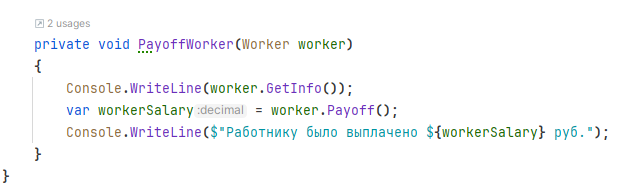 2 usages
private void PayoffWorker(Worker worker)
{
Console.WriteLine(worker.GetInfo());
var workerSalary :decimal = worker.Payoff();
Console.WriteLine($"Работнику было выплачено ${workerSalary} руб.");
}
}